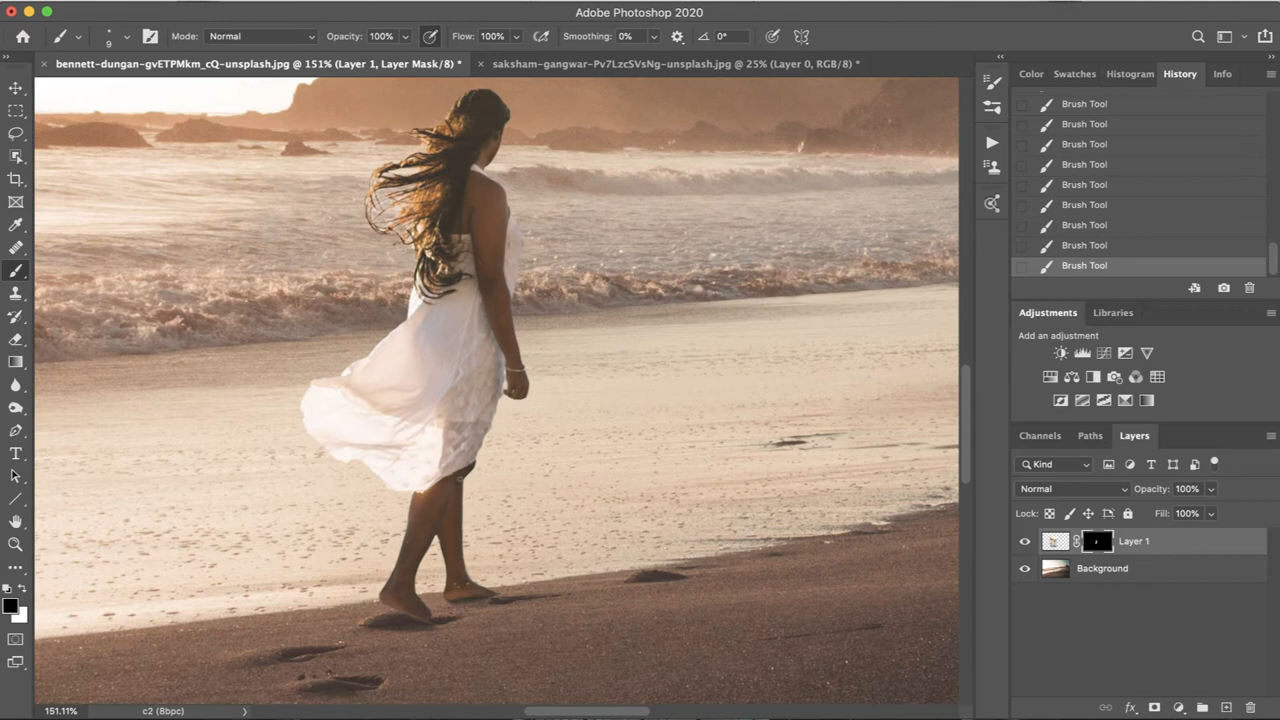 Adobe Photoshop 2020
9 Mode: Normal Opacity: 100% Flow: 100% Smoothing: 0% 0°
bennett-dungan-gvETPMkm_cQ-unsplash.jpg @ 151% (Layer 1, Layer Mask/8) * saksham-gangwar-Pv7LzcSVsNg-unsplash.jpg @ 25% (Layer 0, RGB/8) *
Color Swatches Histogram History Info
Brush Tool
Brush Tool
Brush Tool
Brush Tool
Brush Tool
Brush Tool
Brush Tool
Brush Tool
Brush Tool
Adjustments Libraries
Add an adjustment
Channels Paths Layers
Kind
Normal Opacity: 100%
Lock: Fill: 100%
Layer 1
Background
151.11% c2 (8bpc)